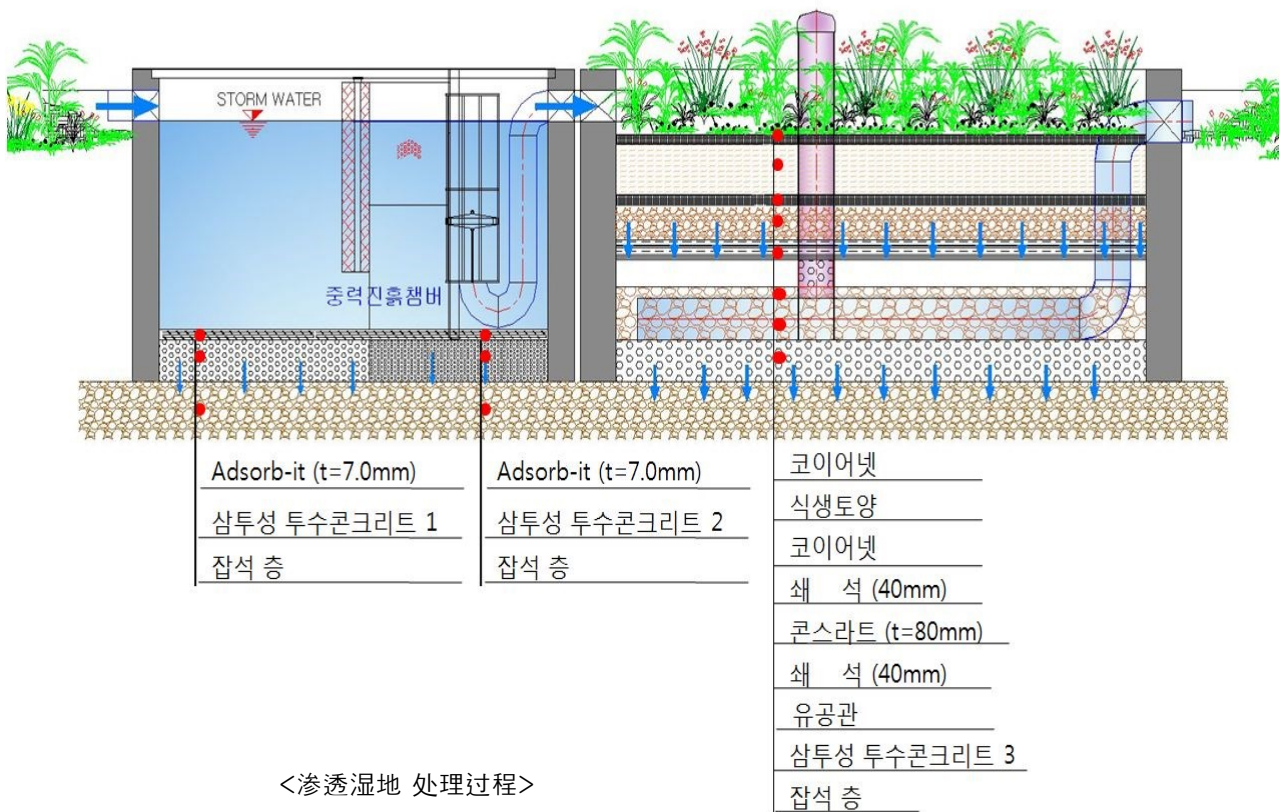 STORM WATER
중력진흙챔버
Adsorb-it (t=7.0mm)
삼투성 투수콘크리트 1
잡석 층
Adsorb-it (t=7.0mm)
삼투성 투수콘크리트 2
잡석 층
코이어넷
식생토양
코이어넷
쇄 석 (40mm)
콘스라트 (t=80mm)
쇄 석 (40mm)
유공관
삼투성 투수콘크리트 3
잡석 층
<渗透湿地 处理过程>